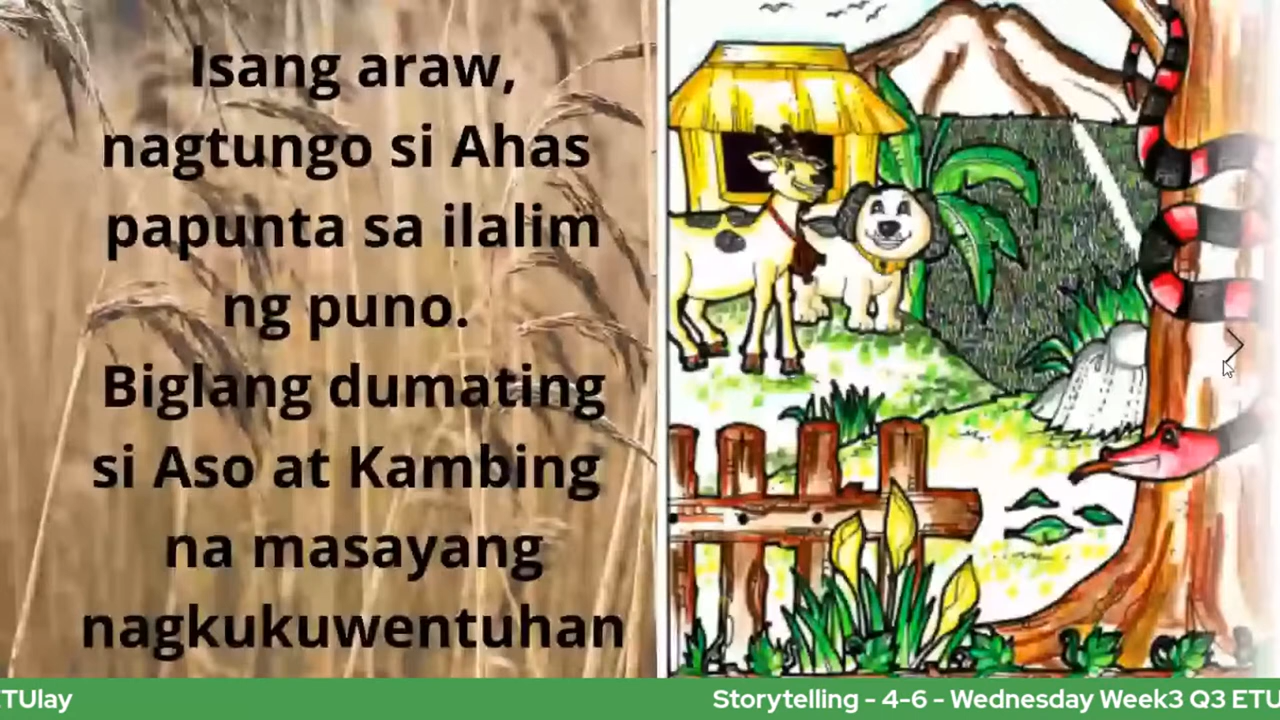 Isang araw,
nagtungo si Ahas
papunta sa ilalim
ng puno.
Biglang dumating
si Aso at Kambing
na masayang
nagkukuwentuhan
ETUlay
Storytelling - 4-6 - Wednesday Week3 Q3 ETU